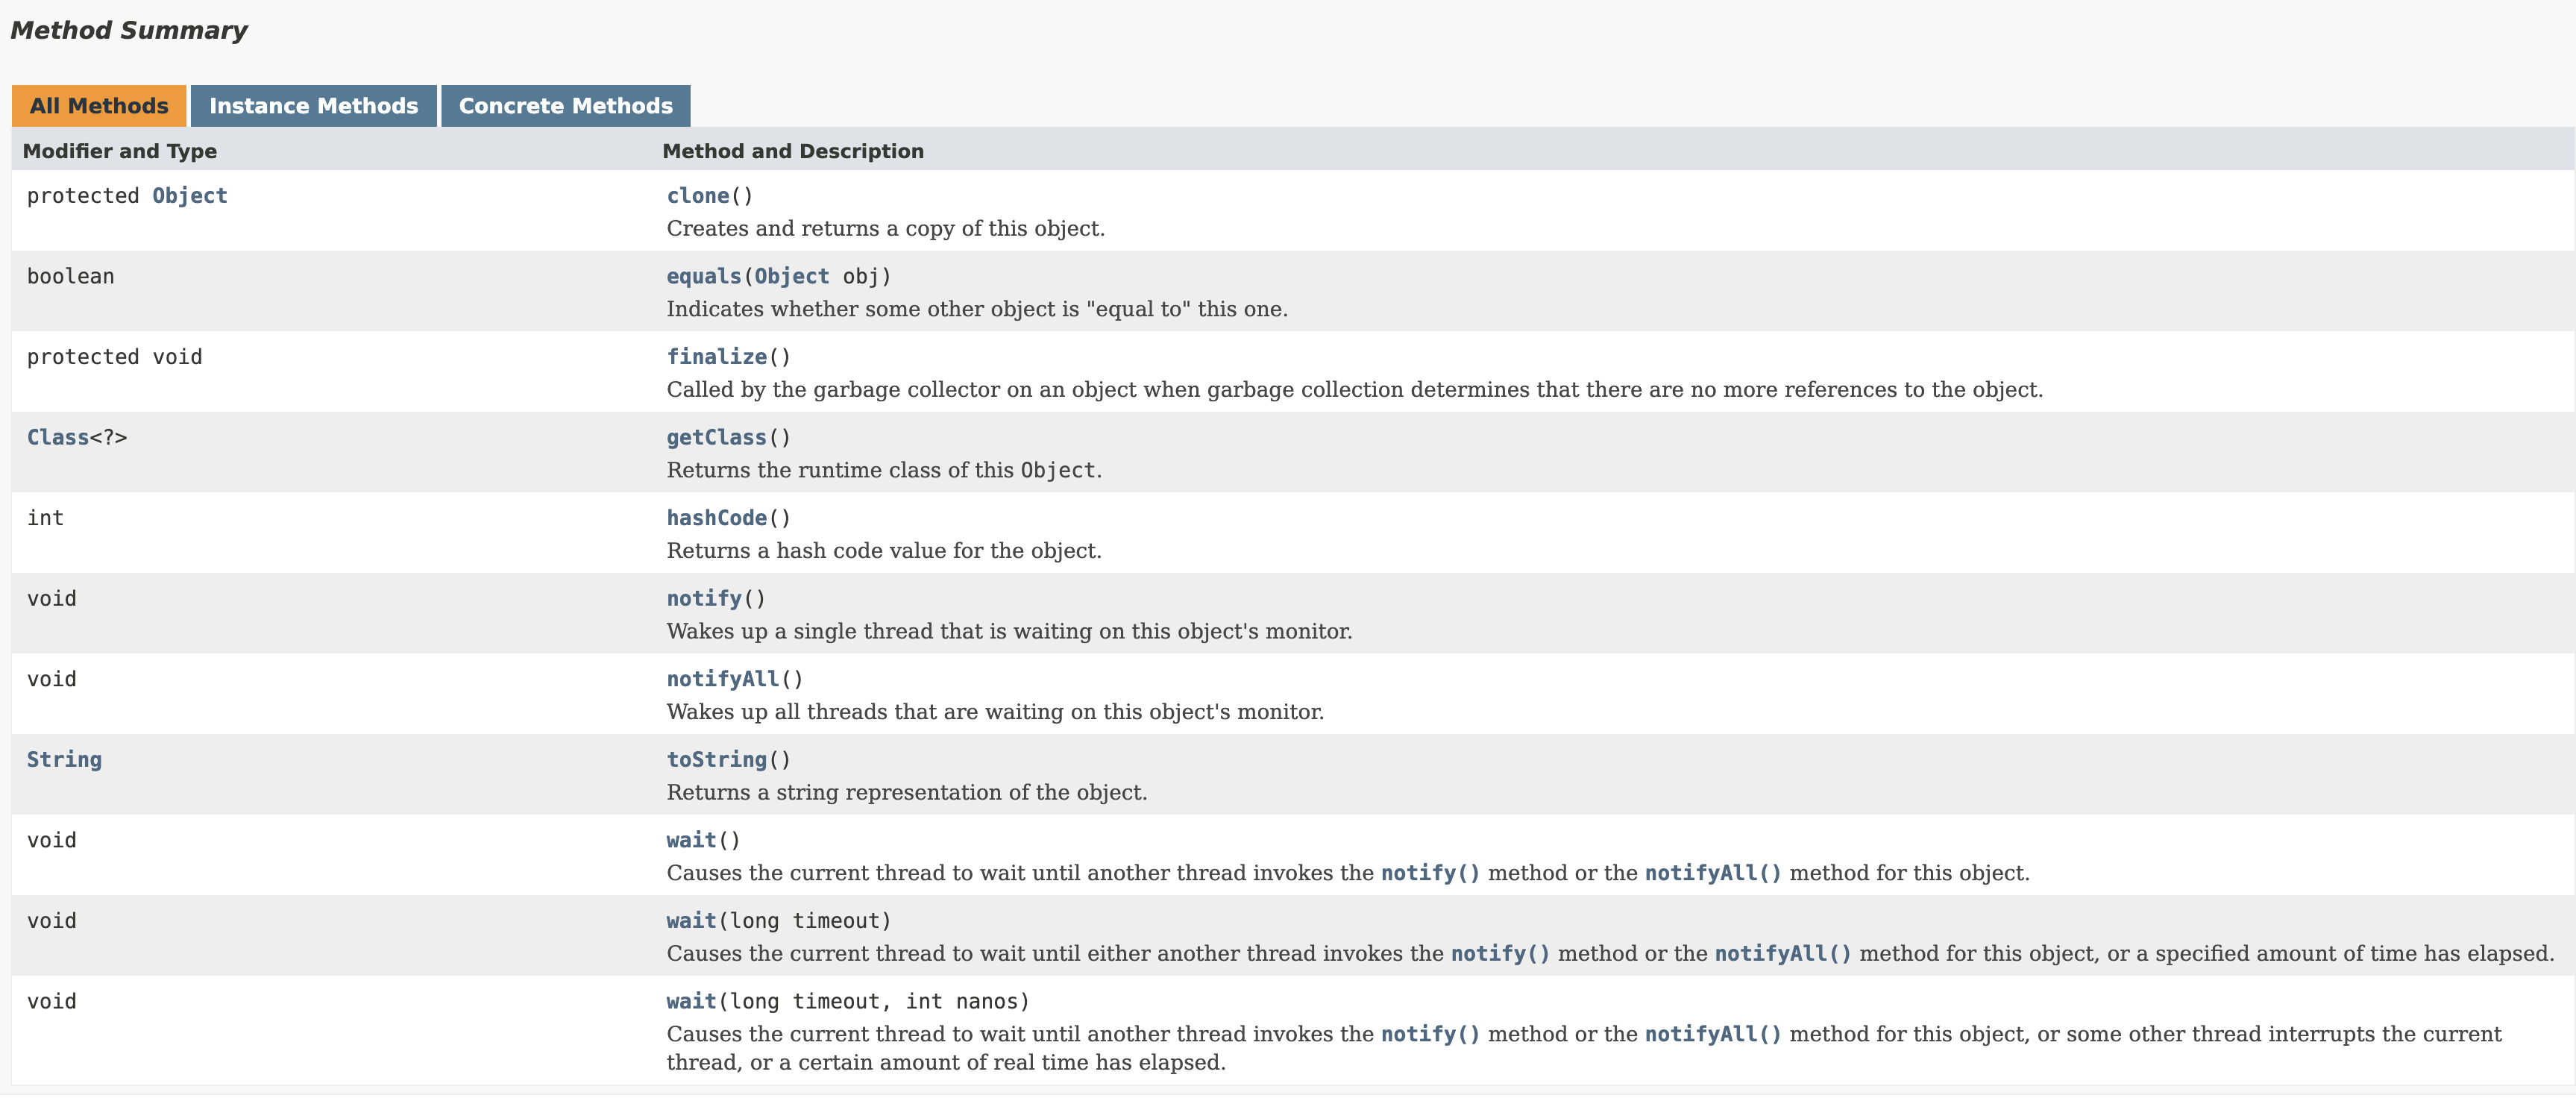 Method Summary
All Methods Instance Methods Concrete Methods
Modifier and Type Method and Description
protected Object clone()
Creates and returns a copy of this object.
boolean equals(Object obj)
Indicates whether some other object is "equal to" this one.
protected void finalize()
Called by the garbage collector on an object when garbage collection determines that there are no more references to the object.
Class<?> getClass()
Returns the runtime class of this Object.
int hashCode()
Returns a hash code value for the object.
void notify()
Wakes up a single thread that is waiting on this object's monitor.
void notifyAll()
Wakes up all threads that are waiting on this object's monitor.
String toString()
Returns a string representation of the object.
void wait()
Causes the current thread to wait until another thread invokes the notify() method or the notifyAll() method for this object.
void wait(long timeout)
Causes the current thread to wait until either another thread invokes the notify() method or the notifyAll() method for this object, or a specified amount of time has elapsed.
void wait(long timeout, int nanos)
Causes the current thread to wait until another thread invokes the notify() method or the notifyAll() method for this object, or some other thread interrupts the current
thread, or a certain amount of real time has elapsed.